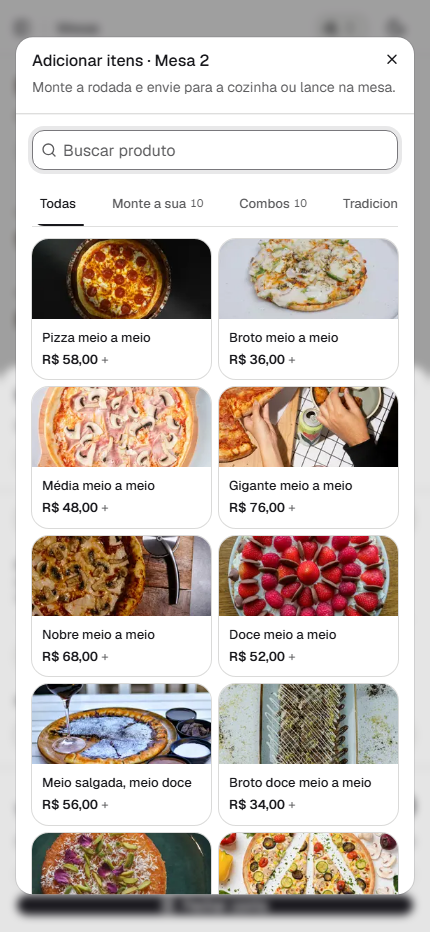 Adicionar itens · Mesa 2
Monte a rodada e envie para a cozinha ou lance na mesa.
Buscar produto
Todas Monte a sua 10 Combos 10 Tradicion
Pizza meio a meio
R$ 58,00 +
Broto meio a meio
R$ 36,00 +
Média meio a meio
R$ 48,00 +
Gigante meio a meio
R$ 76,00 +
Nobre meio a meio
R$ 68,00 +
Doce meio a meio
R$ 52,00 +
Meio salgada, meio doce
R$ 56,00 +
Broto doce meio a meio
R$ 34,00 +